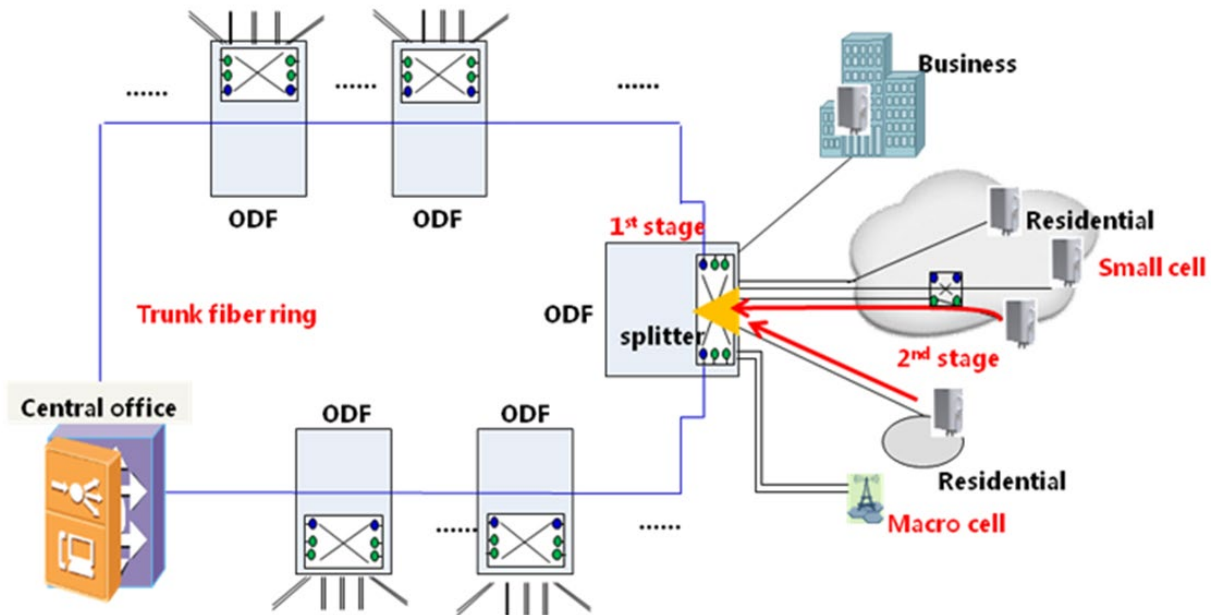 Business
......
......
......
ODF
ODF
1st stage
Residential
Small cell
ODF
splitter
Trunk fiber ring
2nd stage
Central office
ODF
ODF
Residential
......
......
Macro cell